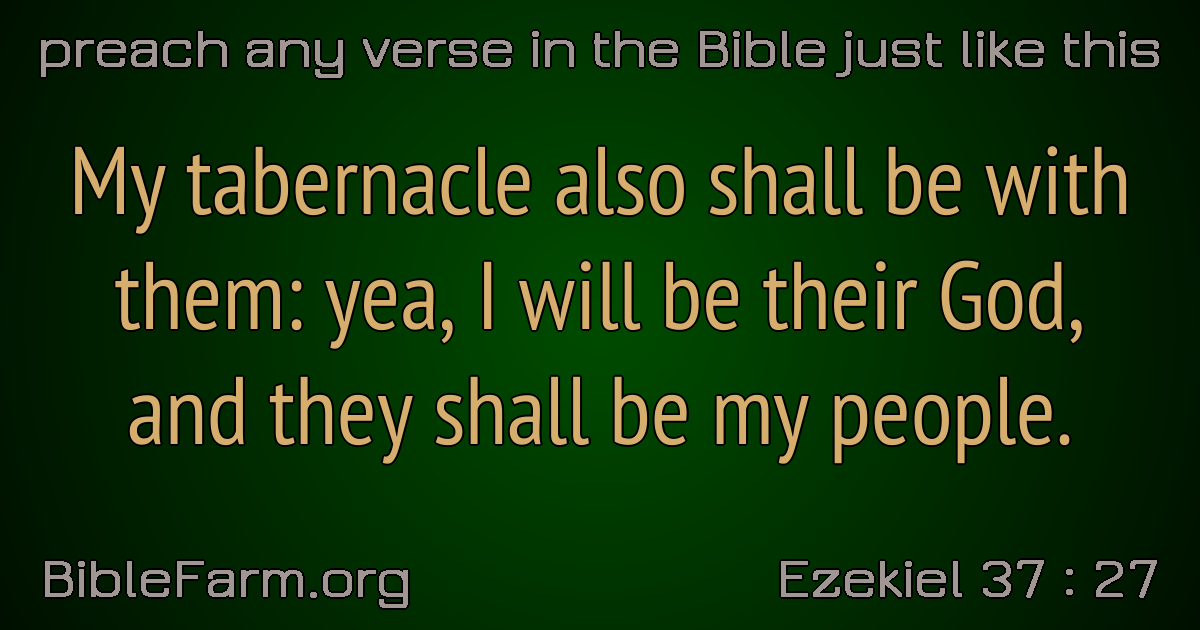 preach any verse in the Bible just like this
My tabernacle also shall be with
them: yea, I will be their God,
and they shall be my people.
BibleFarm.org
Ezekiel 37 : 27